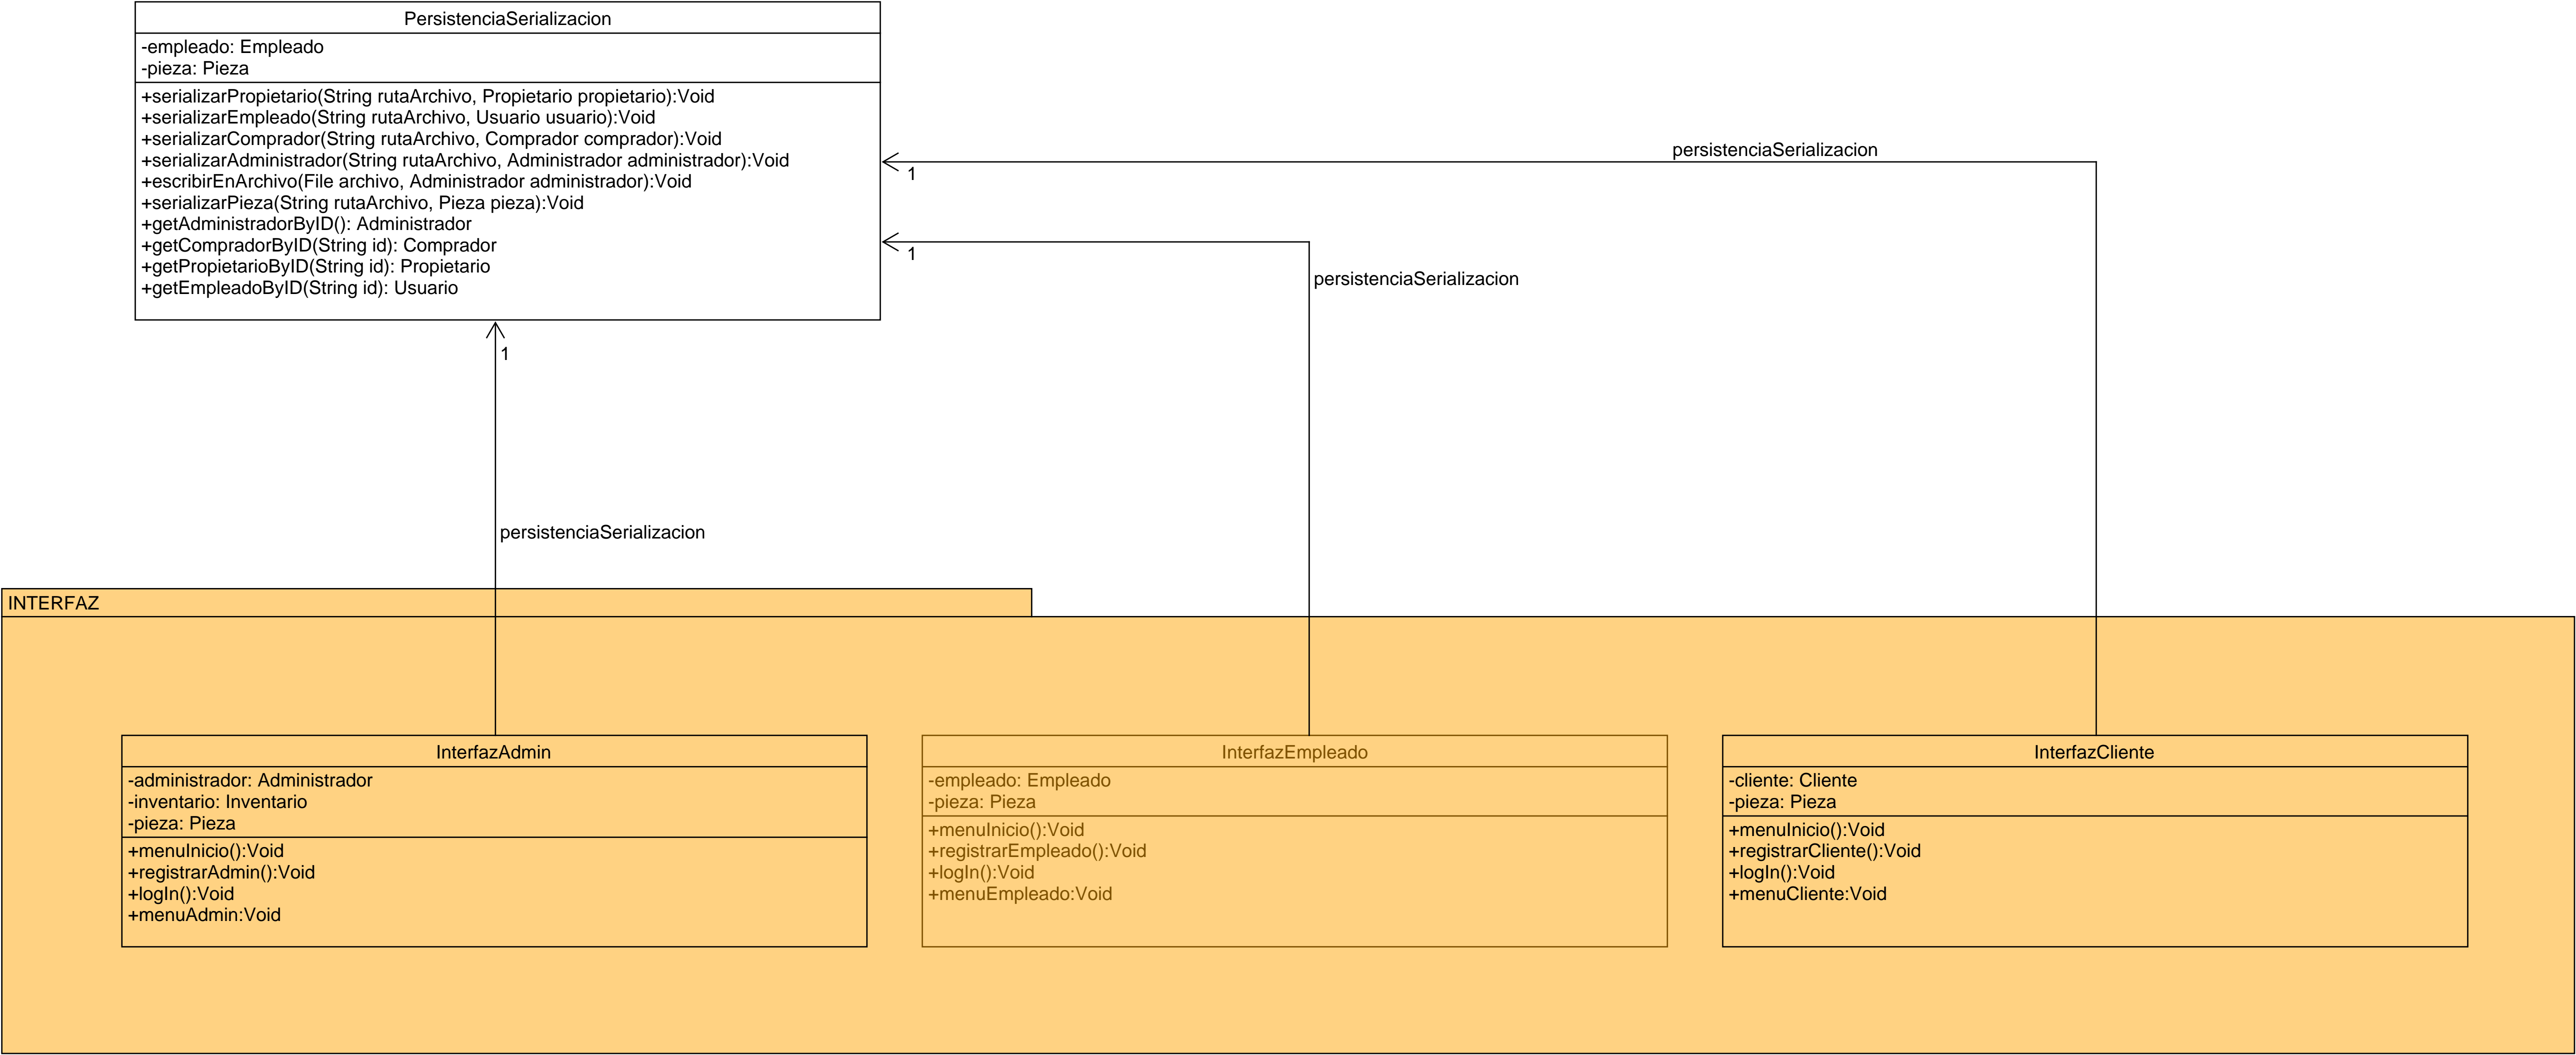 PersistenciaSerializacion
-empleado: Empleado
-pieza: Pieza
+serializarPropietario(String rutaArchivo, Propietario propietario):Void
+serializarEmpleado(String rutaArchivo, Usuario usuario):Void
+serializarComprador(String rutaArchivo, Comprador comprador):Void
+serializarAdministrador(String rutaArchivo, Administrador administrador):Void
+escribirEnArchivo(File archivo, Administrador administrador):Void
+serializarPieza(String rutaArchivo, Pieza pieza):Void
+getAdministradorByID(): Administrador
+getCompradorByID(String id): Comprador
+getPropietarioByID(String id): Propietario
+getEmpleadoByID(String id): Usuario
persistenciaSerializacion
1
1
persistenciaSerializacion
1
persistenciaSerializacion
INTERFAZ
InterfazAdmin
-administrador: Administrador
-inventario: Inventario
-pieza: Pieza
+menuInicio():Void
+registrarAdmin():Void
+logIn():Void
+menuAdmin:Void
InterfazEmpleado
-empleado: Empleado
-pieza: Pieza
+menuInicio():Void
+registrarEmpleado():Void
+logIn():Void
+menuEmpleado:Void
InterfazCliente
-cliente: Cliente
-pieza: Pieza
+menuInicio():Void
+registrarCliente():Void
+logIn():Void
+menuCliente:Void